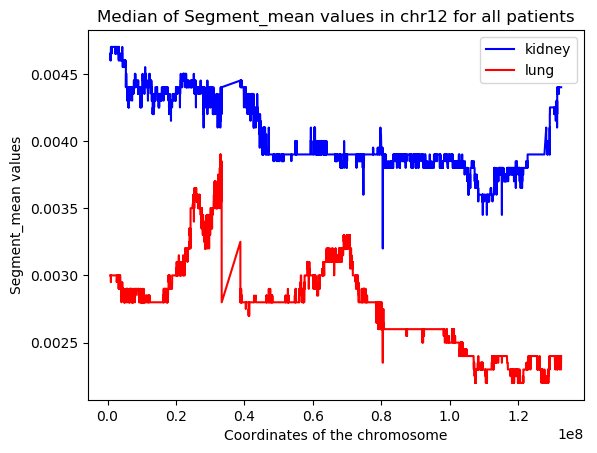 Median of Segment_mean values in chr12 for all patients
kidney
lung
Segment_mean values
0.0045
0.0040
0.0035
0.0030
0.0025
0.0
0.2
0.4
0.6
0.8
1.0
1.2
1e8
Coordinates of the chromosome